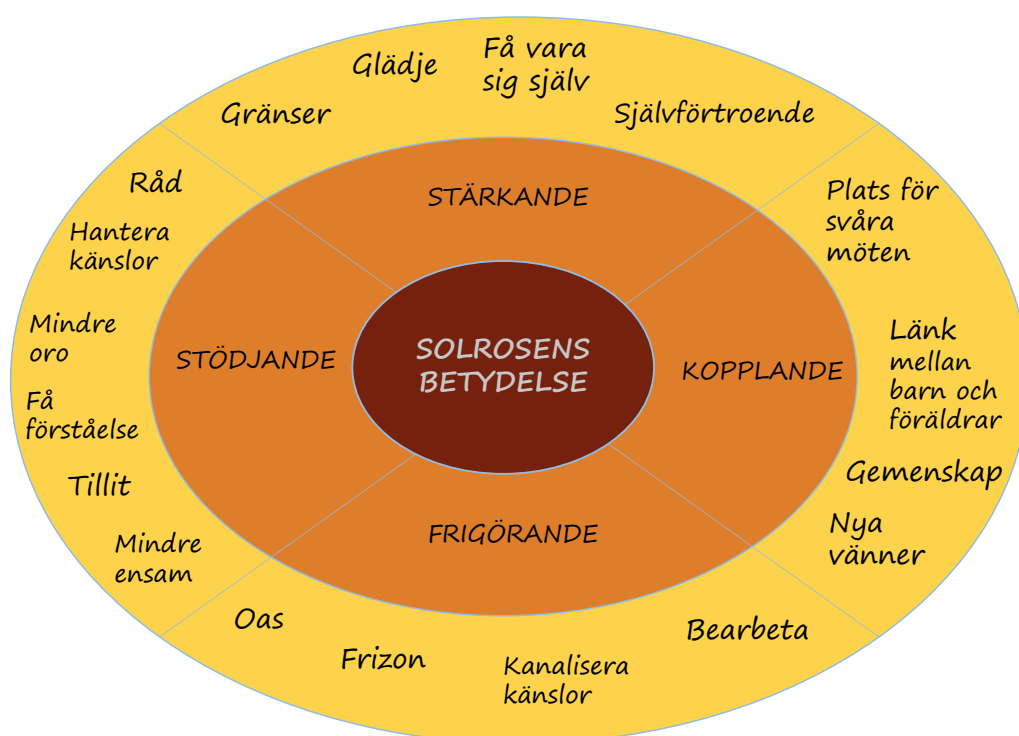 Glädje
Få vara
sig själv
Gränser
Självförtroende
Råd
Hantera
känslor
Mindre
oro
Få
förståelse
Tillit
Mindre
ensam
STÄRKANDE
STÖDJANDE
SOLROSENS
BETYDELSE
KOPPLANDE
FRIGÖRANDE
Plats för
svåra
möten
Länk
mellan
barn och
föräldrar
Gemenskap
Nya
vänner
Oas
Frizon
Kanalisera
känslor
Bearbeta